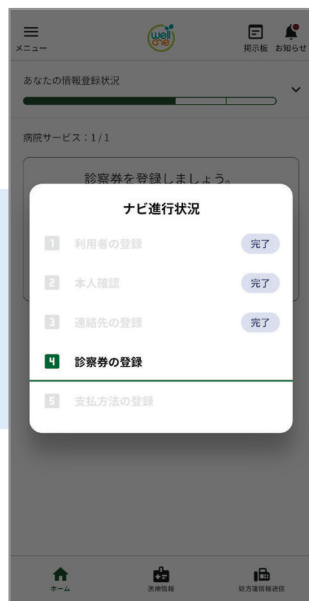 well one
メニュー
掲示板 お知らせ
あなたの情報登録状況
病院サービス：1/1
診察券を登録しましょう。
ナビ進行状況
1 利用者の登録 完了
2 本人確認 完了
3 連絡先の登録 完了
4 診察券の登録
5 支払方法の登録
ホーム 医療情報 処方箋情報送信